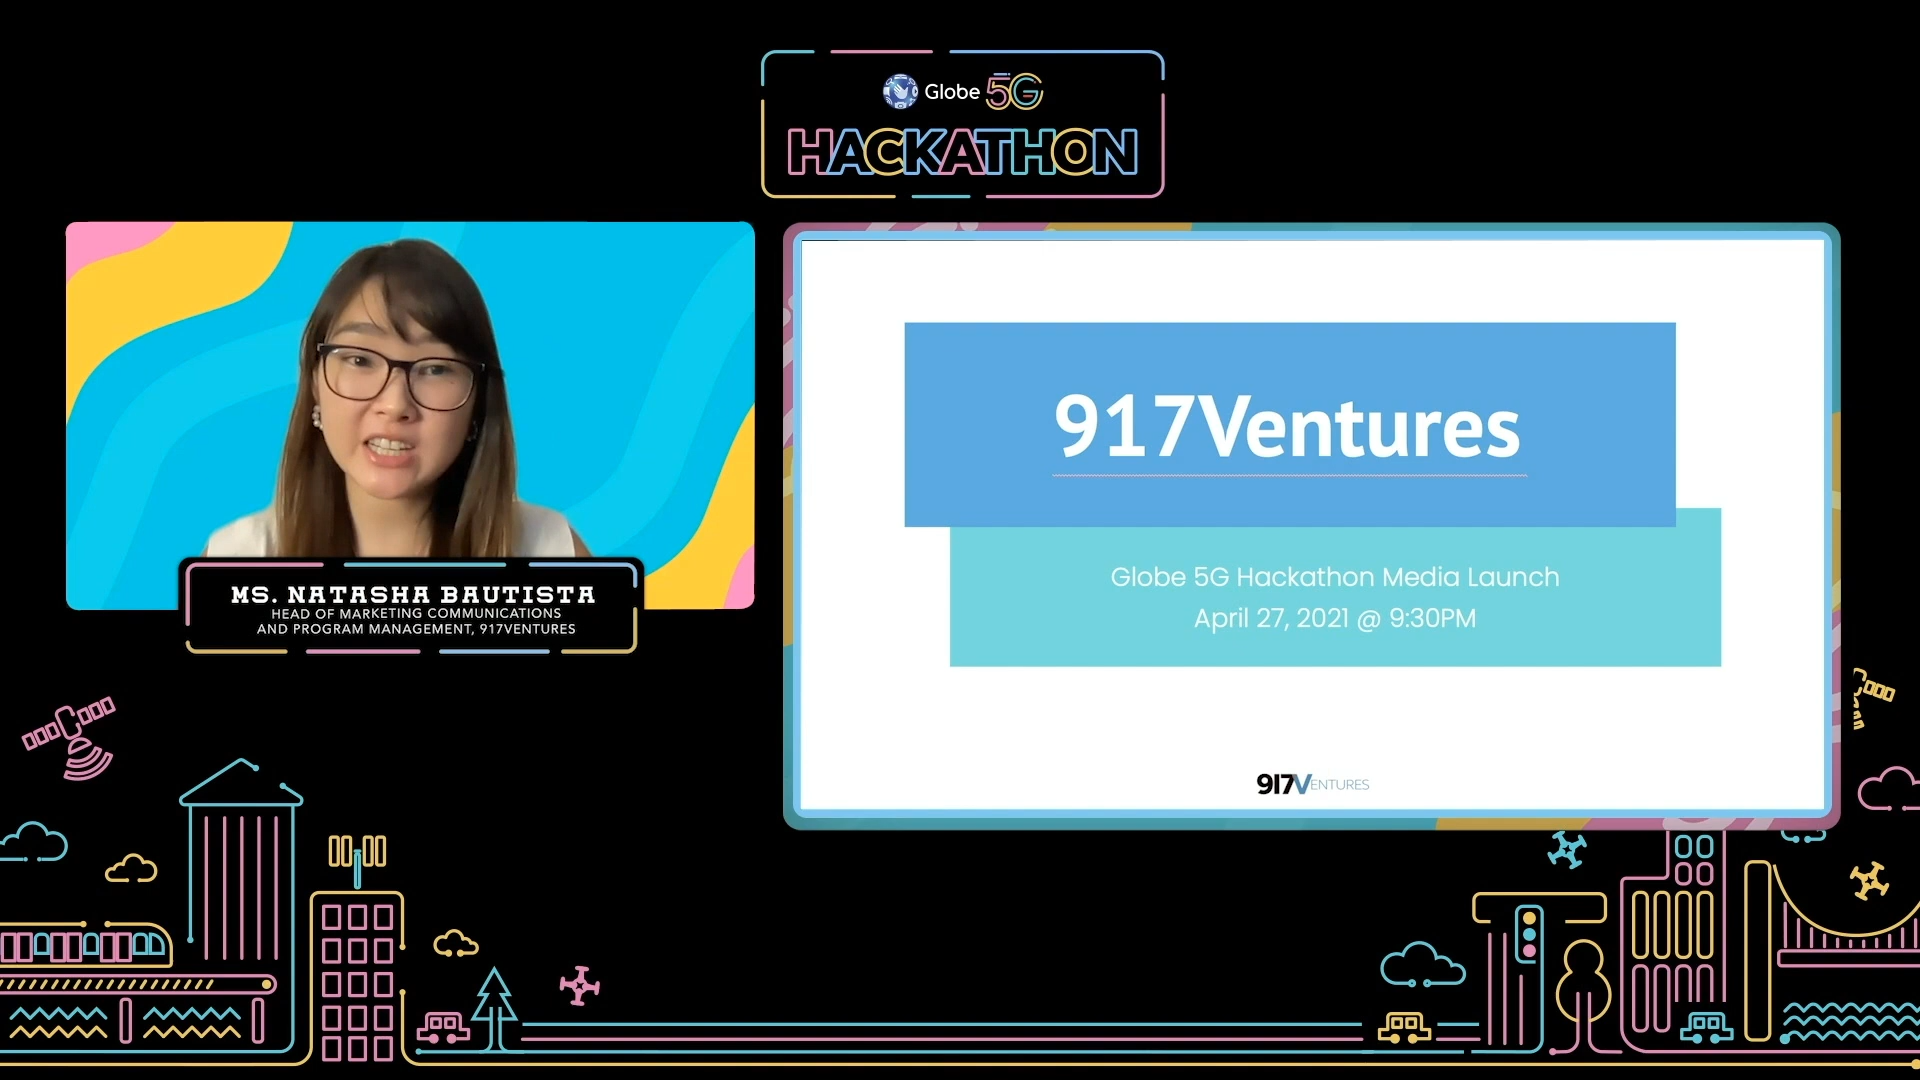 Globe 5G
HACKATHON
MS. NATASHA BAUTISTA
HEAD OF MARKETING COMMUNICATIONS
AND PROGRAM MANAGEMENT, 917VENTURES
917Ventures
Globe 5G Hackathon Media Launch
April 27, 2021 @ 9:30PM
917VENTURES